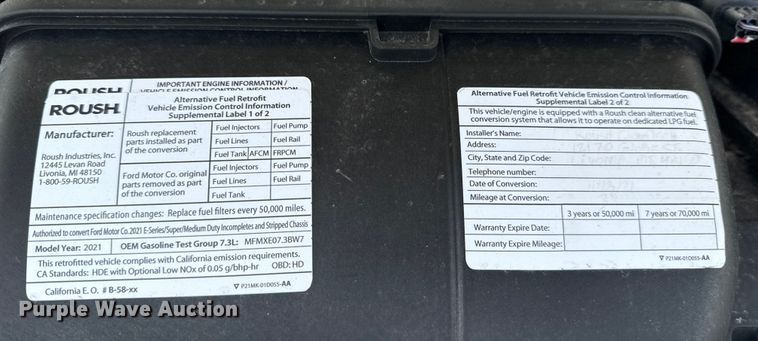 ROUSH
IMPORTANT ENGINE INFORMATION /
VEHICLE EMISSION CONTROL INFORMATION
ROUSH
Alternative Fuel Retrofit
Vehicle Emission Control Information
Supplemental Label 1 of 2
Manufacturer:
Roush Industries, Inc.
12445 Levan Road
Livonia, MI 48150
1-800-59-ROUSH
Roush replacement
parts installed as part of
the conversion
Fuel Injectors Fuel Pump
Fuel Lines Fuel Rail
Fuel Tank AFCM FRPCM
Ford Motor Co. original
parts removed as part of
the conversion
Fuel Injectors Fuel Pump
Fuel Lines Fuel Rail
Fuel Tank
Maintenance specification changes: Replace fuel filters every 50,000 miles.
Authorized to convert Ford Motor Co. 2021 E-Series/Super/Medium Duty Incompletes and Stripped Chassis
Model Year: 2021 OEM Gasoline Test Group 7.3L: MFMXE07.3BW7
This retrofitted vehicle complies with California emission requirements.
CA Standards: HDE with Optional Low NOx of 0.05 g/bhp-hr OBD: HD
California E. O. # B-58-xx
P21MK-01D055-AA
Alternative Fuel Retrofit Vehicle Emission Control Information
Supplemental Label 2 of 2
This vehicle/engine is equipped with a Roush clean alternative fuel
conversion system that allows it to operate on dedicated LPG fuel.
Installer's Name:
Address:
City, State and Zip Code:
Telephone number:
Date of Conversion:
Mileage at Conversion:
3 years or 50,000 mi 7 years or 70,000 mi
Warranty Expire Date:
Warranty Expire Mileage:
P21MK-01D055-AA
Purple Wave Auction